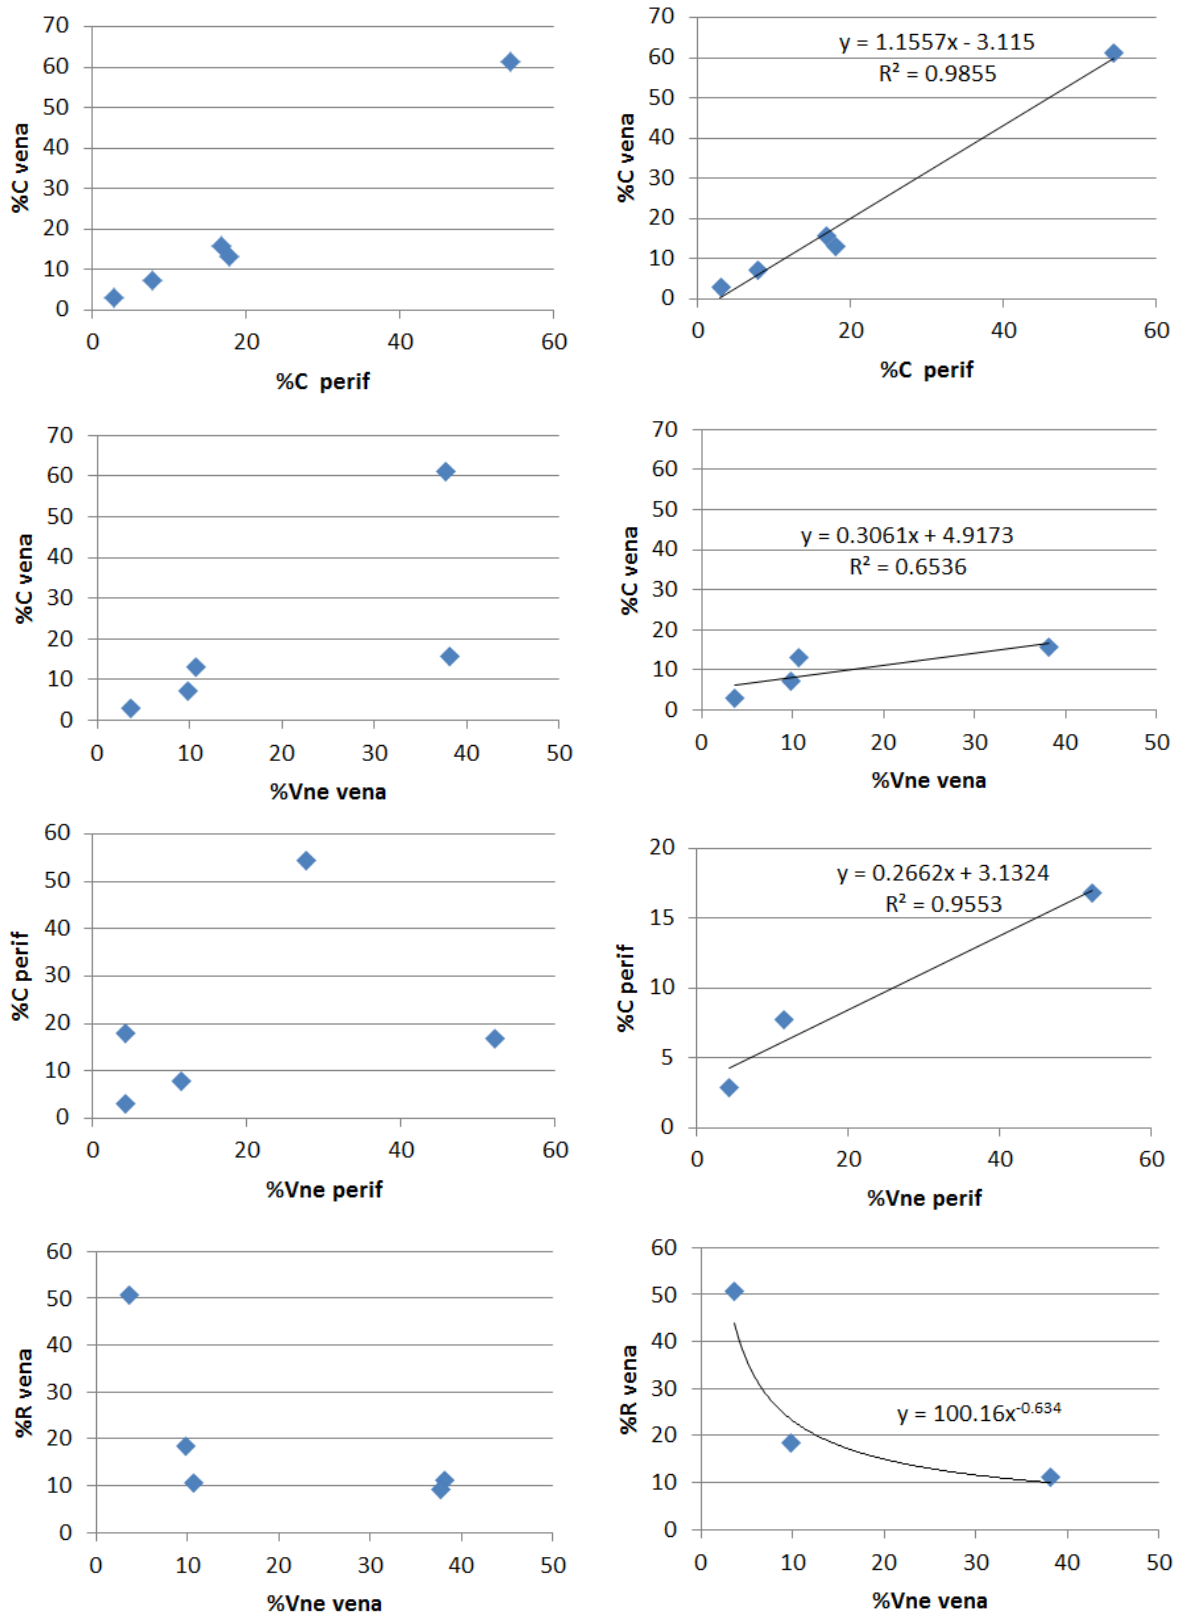 70
60
50
40
30
20
10
0
%C vena
0 20 40 60
%C perif
70
60
50
40
30
20
10
0
%C vena
y = 1.1557x - 3.115
R² = 0.9855
0 20 40 60
%C perif
70
60
50
40
30
20
10
0
%C vena
0 10 20 30 40 50
%Vne vena
70
60
50
40
30
20
10
0
%C vena
y = 0.3061x + 4.9173
R² = 0.6536
0 10 20 30 40 50
%Vne vena
60
50
40
30
20
10
0
%C perif
0 20 40 60
%Vne perif
20
15
10
5
0
%C perif
y = 0.2662x + 3.1324
R² = 0.9553
0 20 40 60
%Vne perif
60
50
40
30
20
10
0
%R vena
0 10 20 30 40 50
%Vne vena
60
50
40
30
20
10
0
%R vena
y = 100.16x⁻⁰·⁶³⁴
0 10 20 30 40 50
%Vne vena